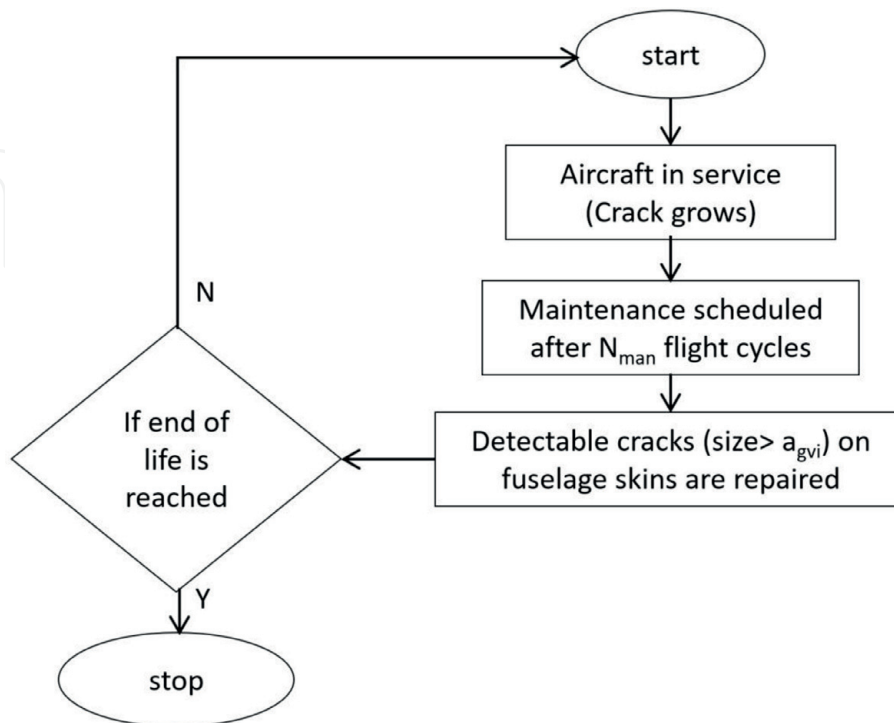 start
Aircraft in service
(Crack grows)
Maintenance scheduled
after Nman flight cycles
Detectable cracks (size> agvi) on
fuselage skins are repaired
If end of
life is
reached
N
Y
stop